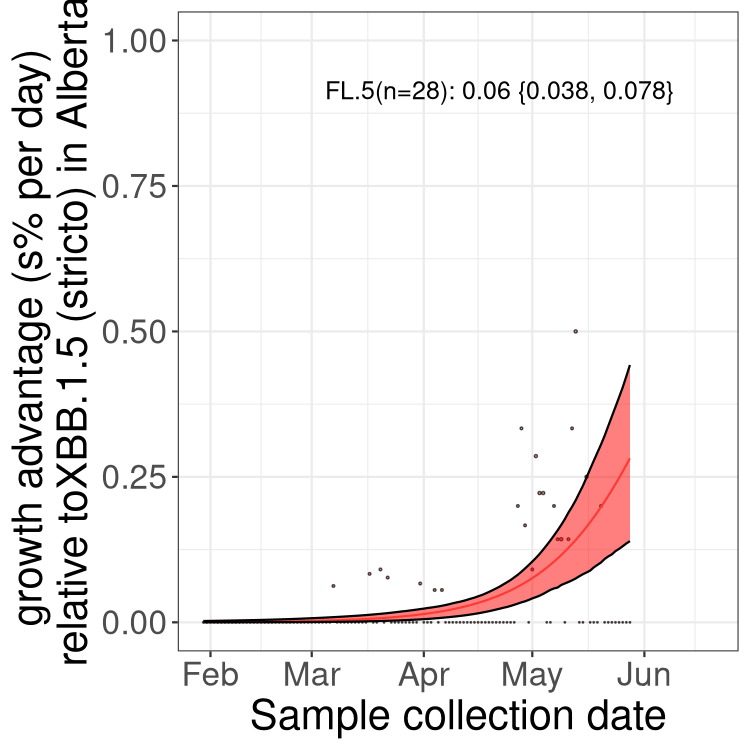 growth advantage (s% per day)
relative toXBB.1.5 (stricto) in Alberta
1.00
0.75
0.50
0.25
0.00
FL.5(n=28): 0.06 {0.038, 0.078}
Feb Mar Apr May Jun
Sample collection date